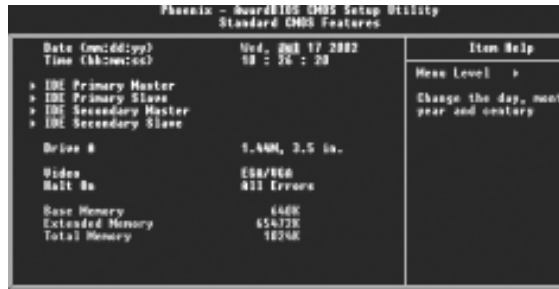 Phoenix - AwardBIOS CMOS Setup Utility
Standard CMOS Features
Date (mm:dd:yy) Wed, Jul 17 2002
Time (hh:mm:ss) 10 : 26 : 20
▸ IDE Primary Master
▸ IDE Primary Slave
▸ IDE Secondary Master
▸ IDE Secondary Slave
Drive A 1.44M, 3.5 in.
Video EGA/VGA
Halt On All Errors
Base Memory 640K
Extended Memory 65472K
Total Memory 1024K
Item Help
Menu Level ▸
Change the day, mont
year and century